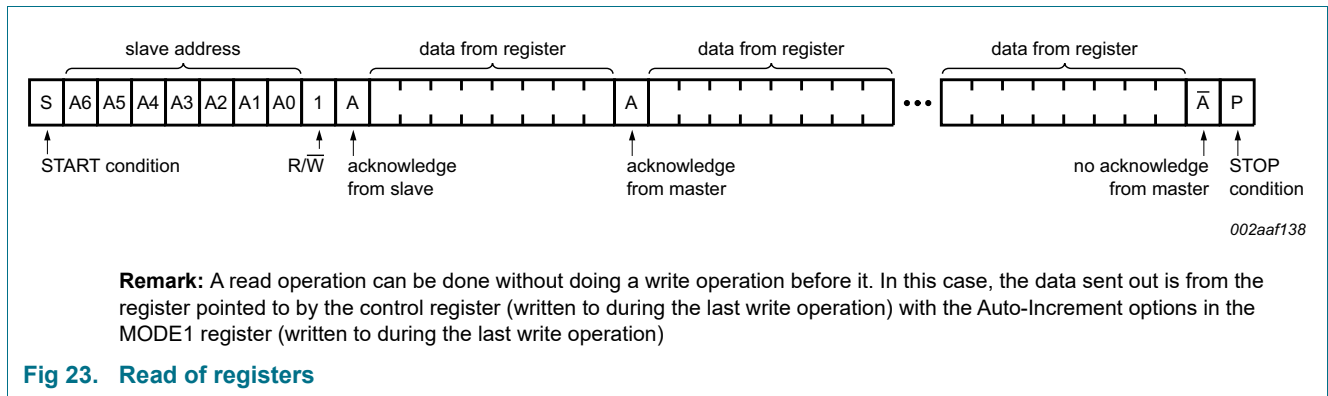 slave address data from register data from register data from register
S A6 A5 A4 A3 A2 A1 A0 1 A A ••• A̅ P
START condition R/W̅ acknowledge from slave acknowledge from master no acknowledge from master STOP condition
002aaf138
Remark: A read operation can be done without doing a write operation before it. In this case, the data sent out is from the
register pointed to by the control register (written to during the last write operation) with the Auto-Increment options in the
MODE1 register (written to during the last write operation)
Fig 23. Read of registers